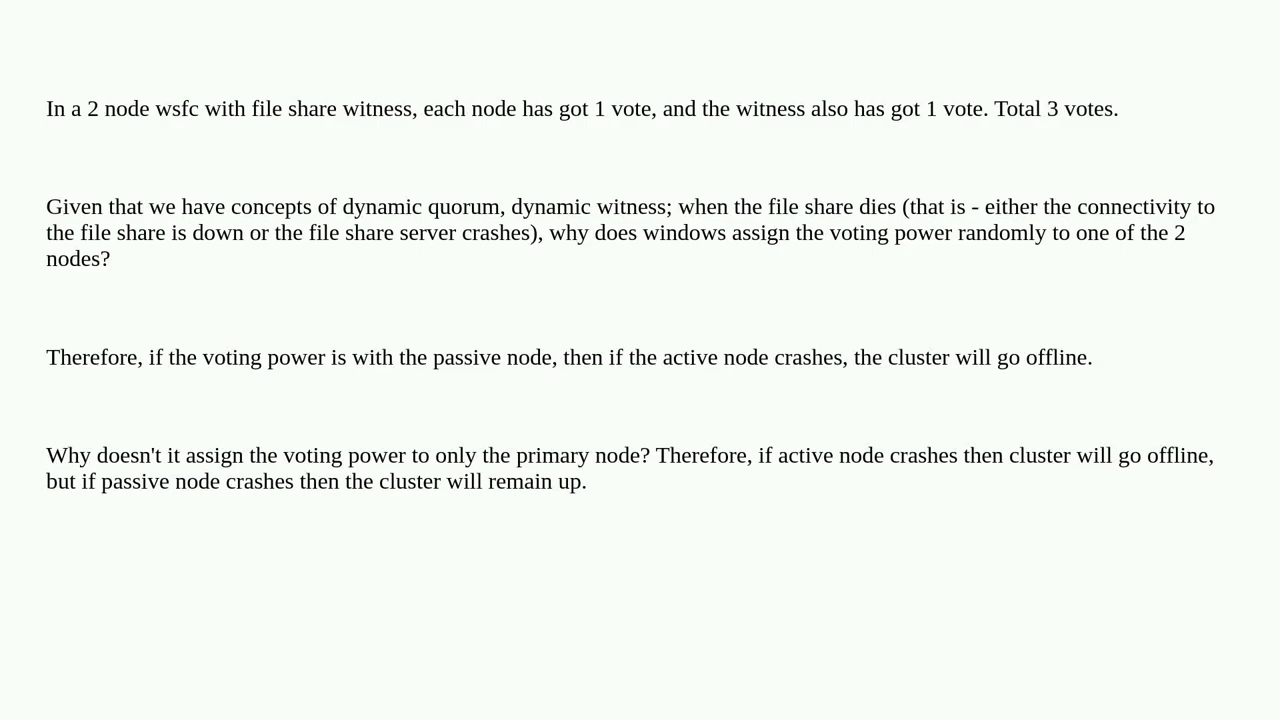 In a 2 node wsfc with file share witness, each node has got 1 vote, and the witness also has got 1 vote. Total 3 votes.
Given that we have concepts of dynamic quorum, dynamic witness; when the file share dies (that is - either the connectivity to
the file share is down or the file share server crashes), why does windows assign the voting power randomly to one of the 2
nodes?
Therefore, if the voting power is with the passive node, then if the active node crashes, the cluster will go offline.
Why doesn't it assign the voting power to only the primary node? Therefore, if active node crashes then cluster will go offline,
but if passive node crashes then the cluster will remain up.